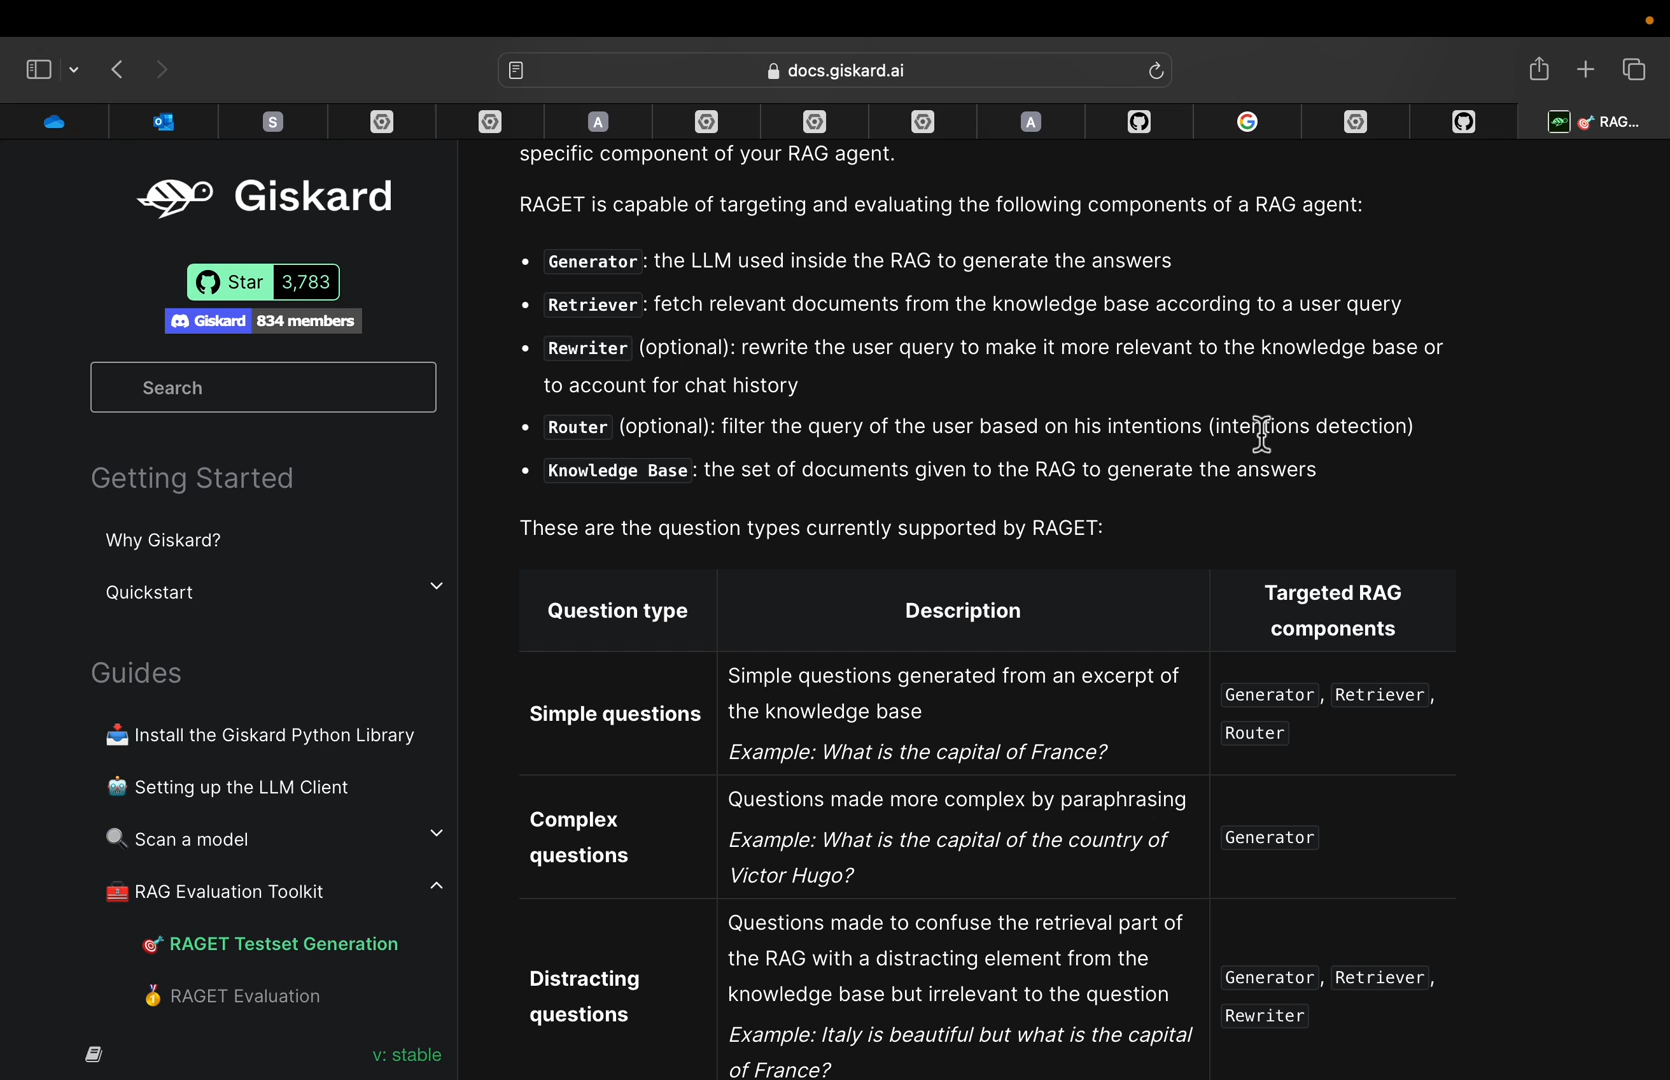 docs.giskard.ai
S
A
A
RAG...
Giskard
Star 3,783
Giskard 834 members
Search
Getting Started
Why Giskard?
Quickstart
Guides
Install the Giskard Python Library
Setting up the LLM Client
Scan a model
RAG Evaluation Toolkit
RAGET Testset Generation
RAGET Evaluation
v: stable
specific component of your RAG agent.
RAGET is capable of targeting and evaluating the following components of a RAG agent:
• Generator: the LLM used inside the RAG to generate the answers
• Retriever: fetch relevant documents from the knowledge base according to a user query
• Rewriter (optional): rewrite the user query to make it more relevant to the knowledge base or
to account for chat history
• Router (optional): filter the query of the user based on his intentions (intentions detection)
• Knowledge Base: the set of documents given to the RAG to generate the answers
These are the question types currently supported by RAGET:
Question type
Description
Targeted RAG
components
Simple questions
Simple questions generated from an excerpt of
the knowledge base
Example: What is the capital of France?
Generator, Retriever,
Router
Complex
questions
Questions made more complex by paraphrasing
Example: What is the capital of the country of
Victor Hugo?
Generator
Distracting
questions
Questions made to confuse the retrieval part of
the RAG with a distracting element from the
knowledge base but irrelevant to the question
Example: Italy is beautiful but what is the capital
of France?
Generator, Retriever,
Rewriter